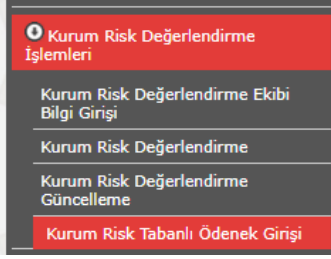 Kurum Risk Değerlendirme
İşlemleri
Kurum Risk Değerlendirme Ekibi
Bilgi Girişi
Kurum Risk Değerlendirme
Kurum Risk Değerlendirme
Güncelleme
Kurum Risk Tabanlı Ödenek Girişi